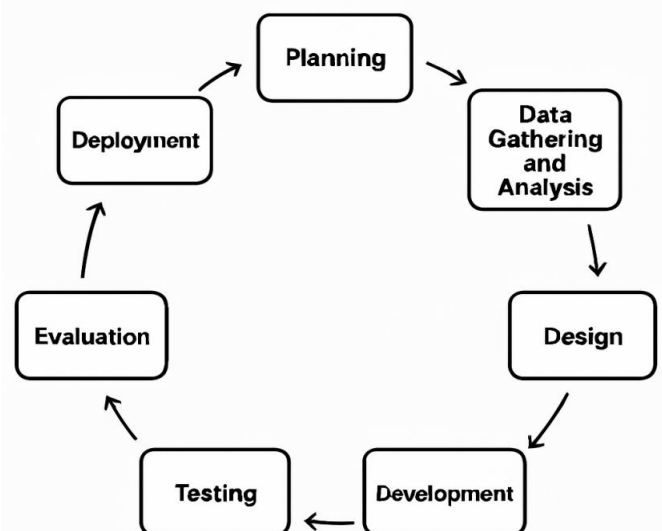 Planning
Data
Gathering
and
Analysis
Design
Development
Testing
Evaluation
Deployment